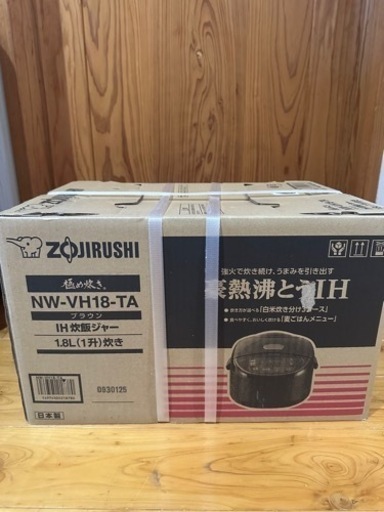 ZOJIRUSHI
極め炊き
NW-VH18-TA
ブラウン
IH炊飯ジャー
1.8L(1升)炊き
0930125
日本製
強火で炊き続け、うまみを引き出す
豪熱沸とうIH
「白米炊き分け3コース」
「麦ごはんメニュー」